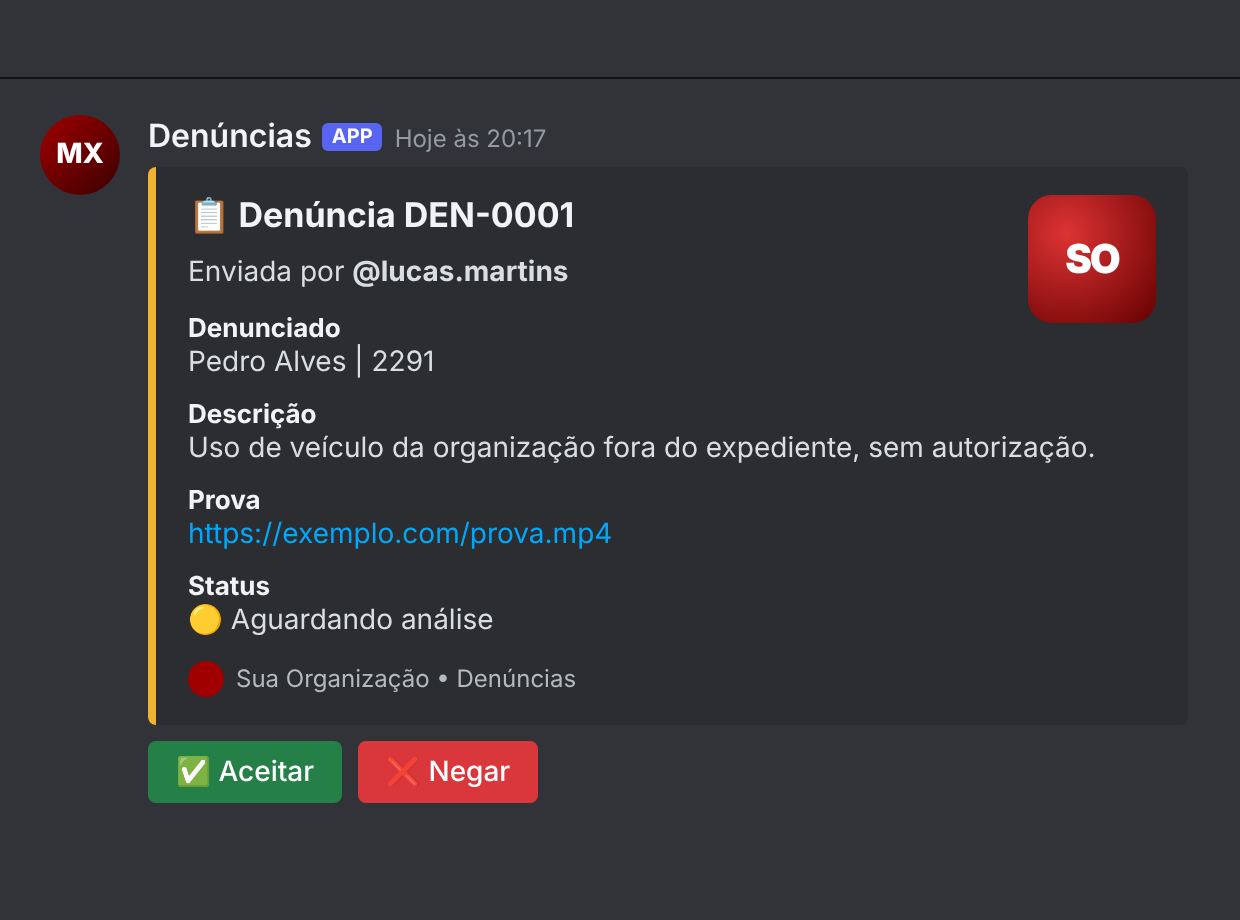 MX
Denúncias APP Hoje às 20:17
📋 Denúncia DEN-0001
SO
Enviada por @lucas.martins
Denunciado
Pedro Alves | 2291
Descrição
Uso de veículo da organização fora do expediente, sem autorização.
Prova
https://exemplo.com/prova.mp4
Status
🟡 Aguardando análise
Sua Organização • Denúncias
✅ Aceitar ❌ Negar